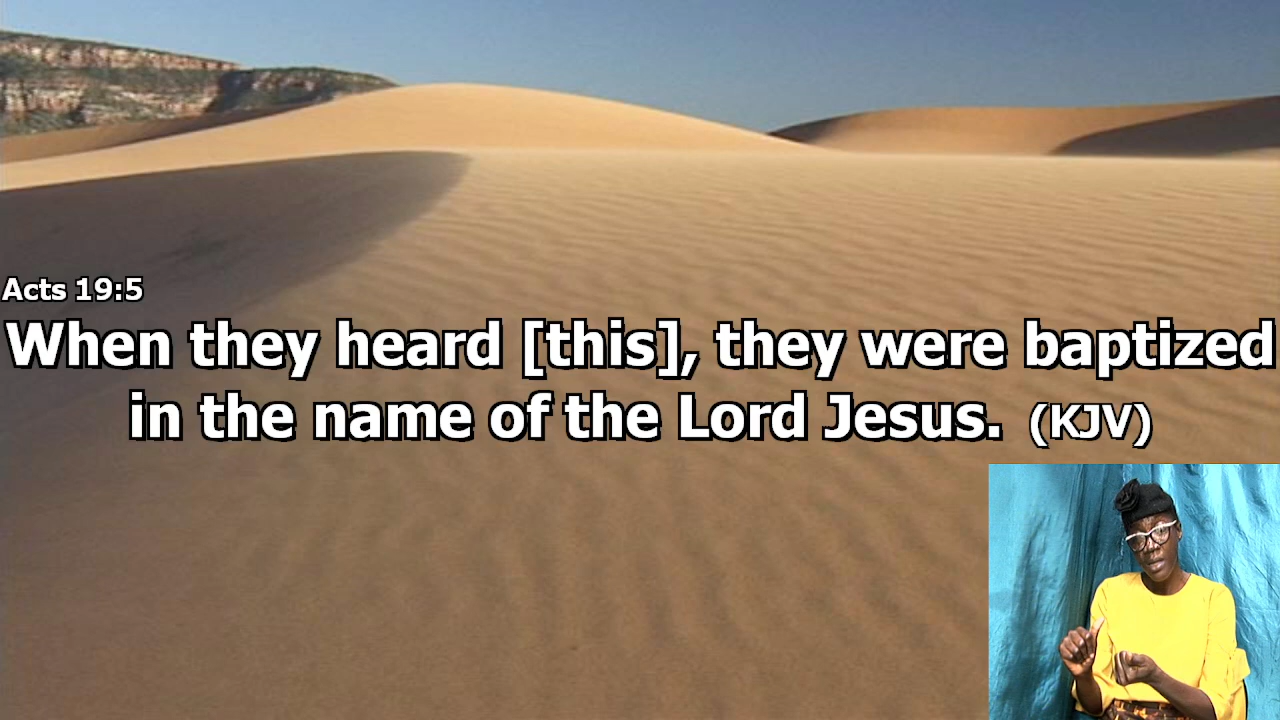 Acts 19:5
When they heard [this], they were baptized
in the name of the Lord Jesus. (KJV)